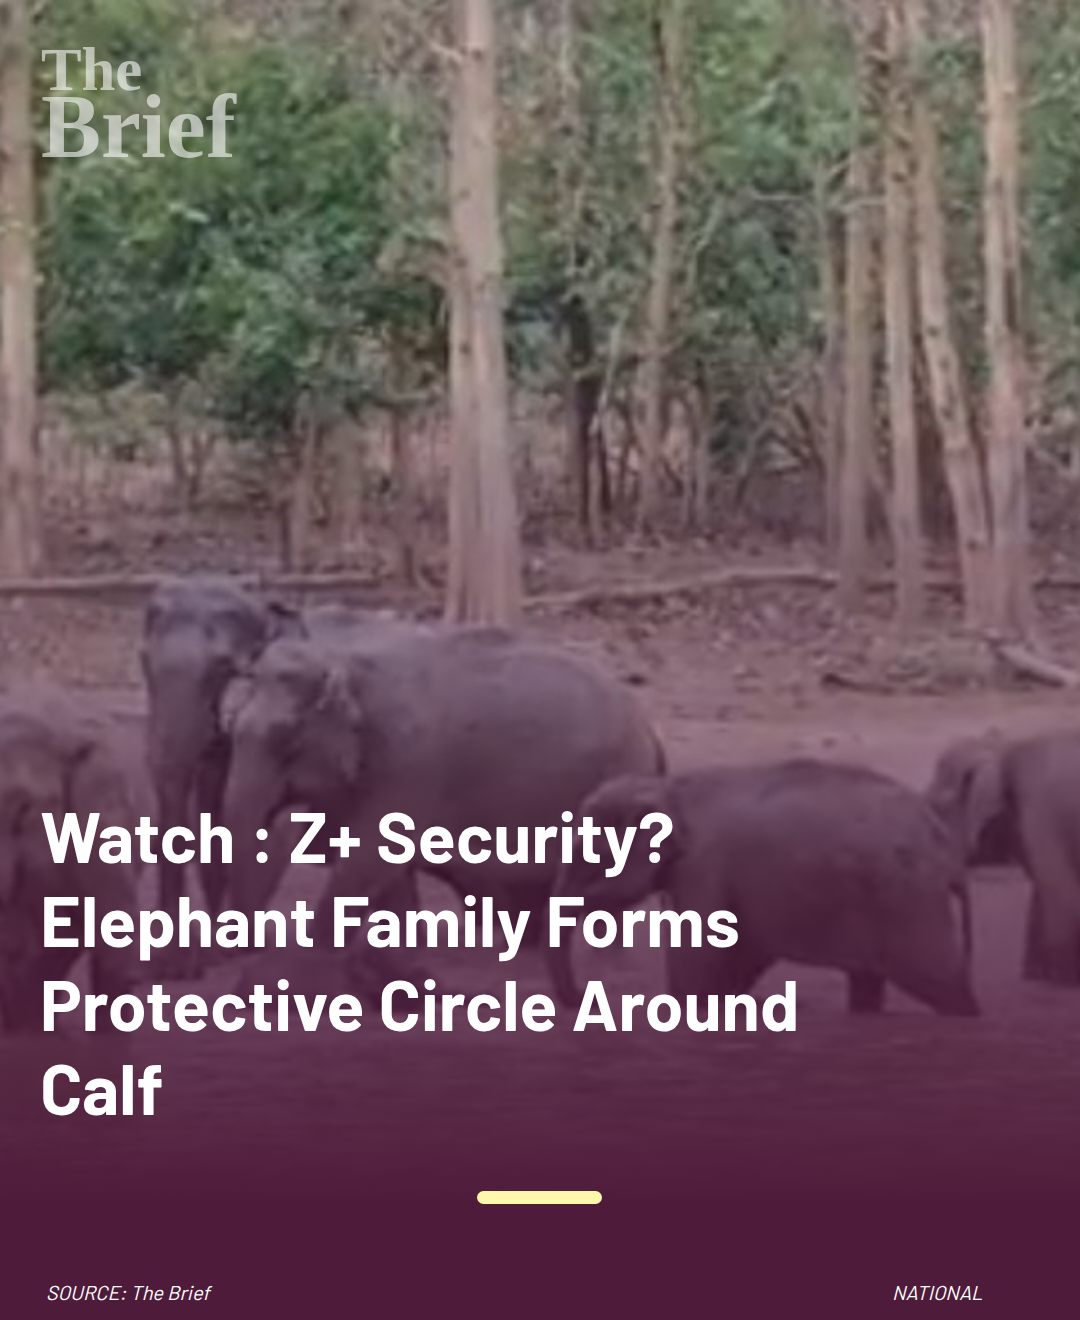 The
Brief
Watch : Z+ Security?
Elephant Family Forms
Protective Circle Around
Calf
SOURCE: The Brief
NATIONAL